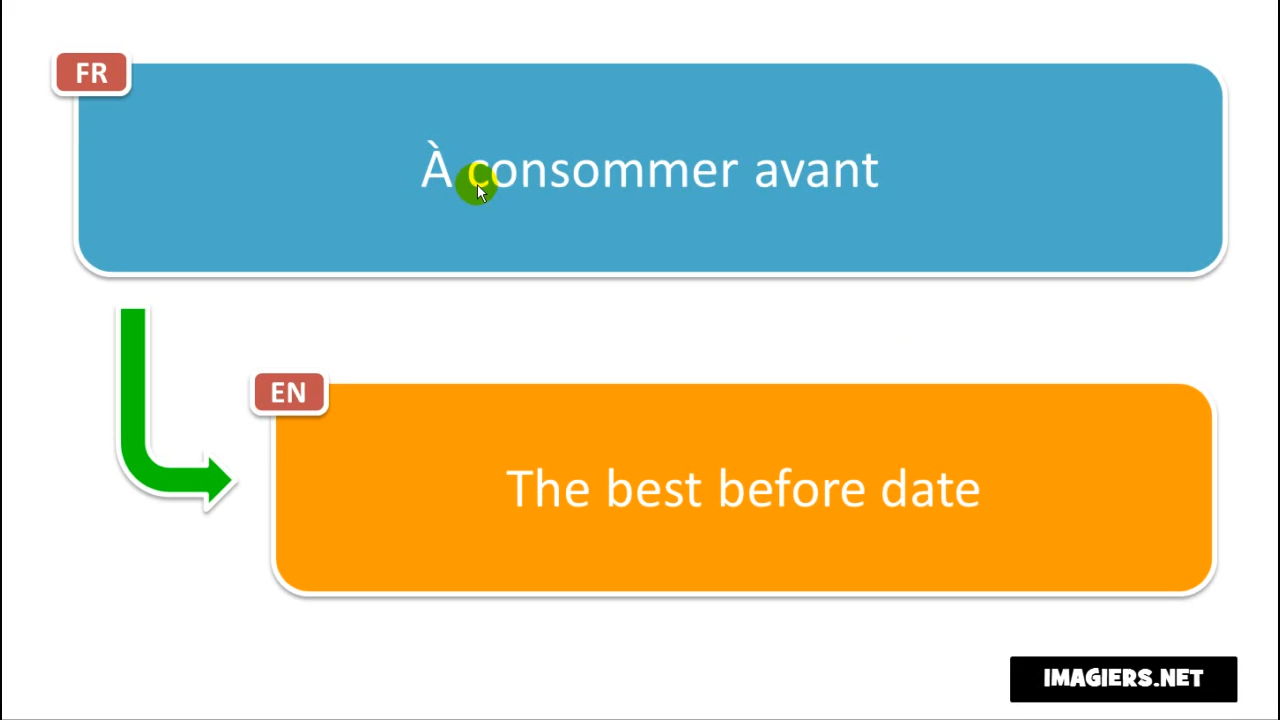 FR
À consommer avant
EN
The best before date
IMAGIERS.NET